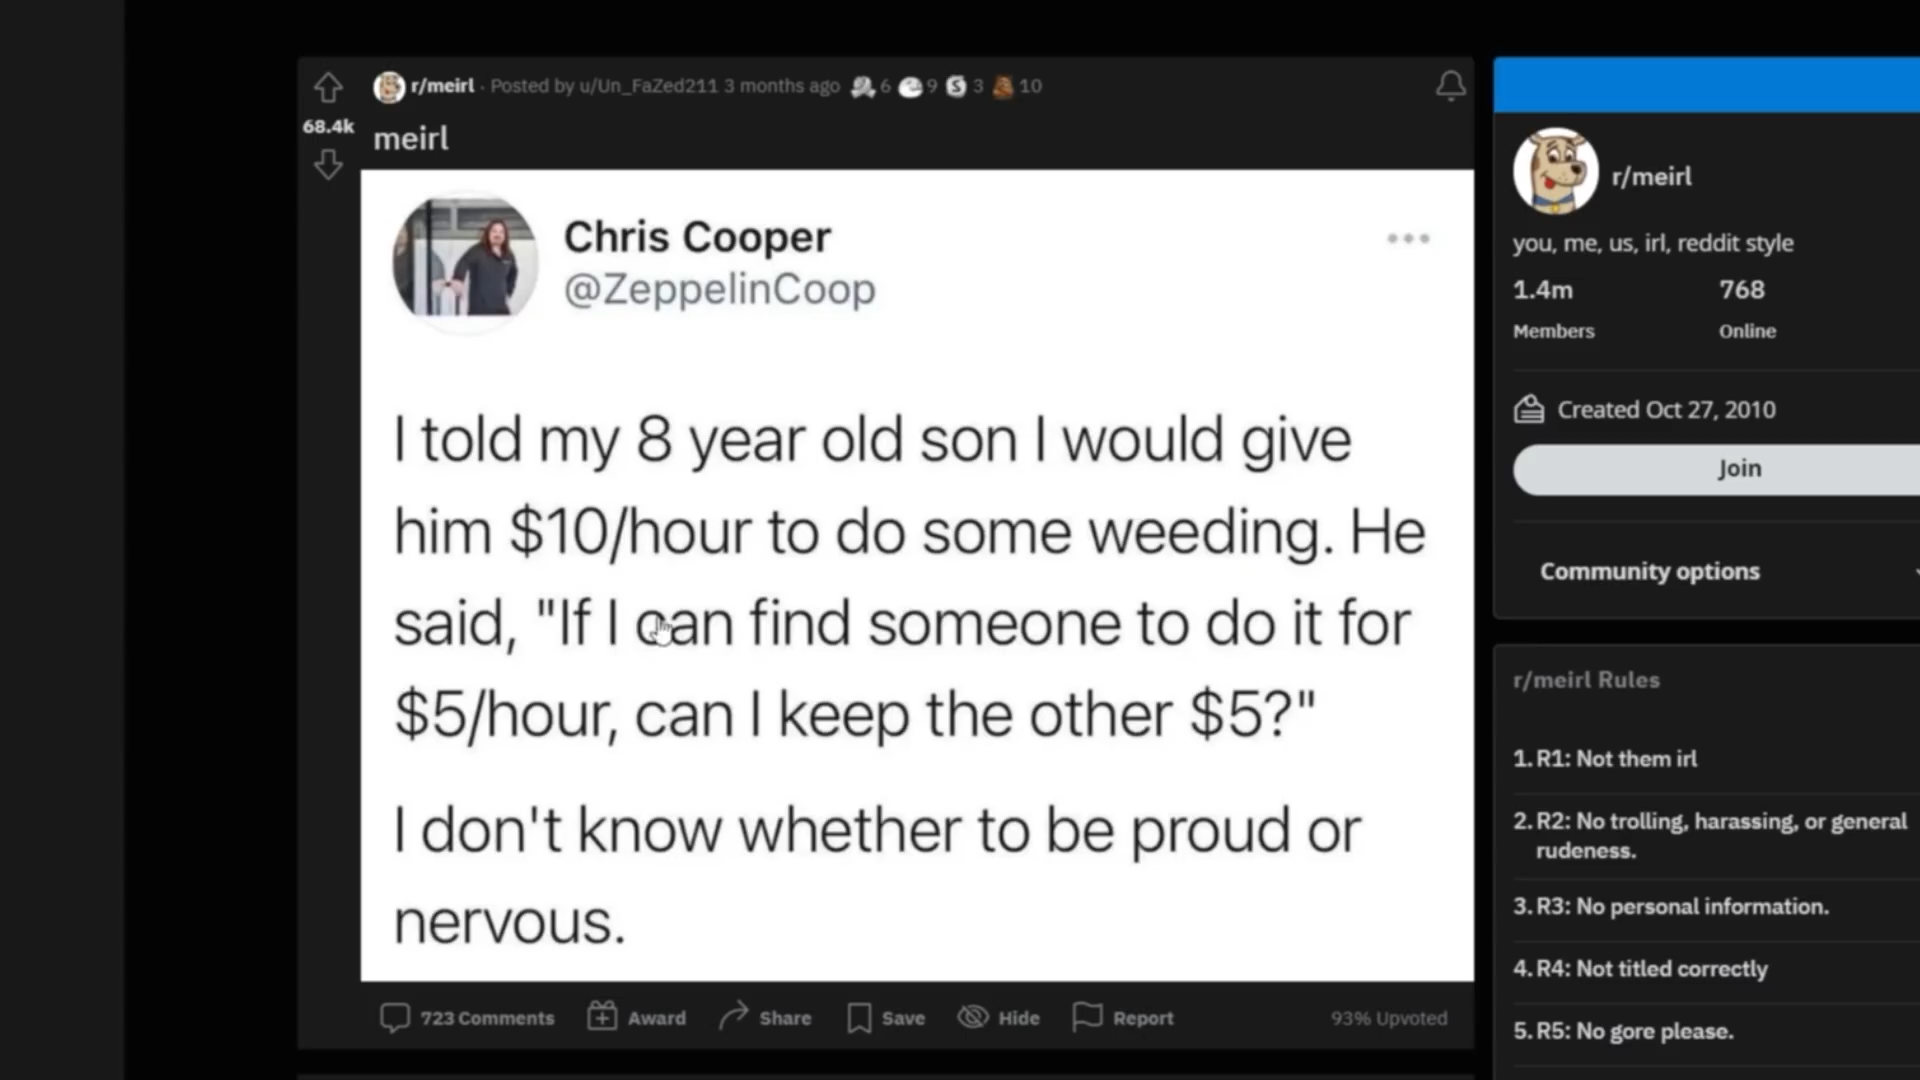 r/meirl · Posted by u/Un_FaZed211 3 months ago 6 9 S 3 10
68.4k
meirl
Chris Cooper
@ZeppelinCoop
I told my 8 year old son I would give
him $10/hour to do some weeding. He
said, "If I can find someone to do it for
$5/hour, can I keep the other $5?"
I don't know whether to be proud or
nervous.
723 Comments Award Share Save Hide Report 93% Upvoted
r/meirl
you, me, us, irl, reddit style
1.4m 768
Members Online
Created Oct 27, 2010
Join
Community options
r/meirl Rules
1. R1: Not them irl
2. R2: No trolling, harassing, or general
rudeness.
3. R3: No personal information.
4. R4: Not titled correctly
5. R5: No gore please.